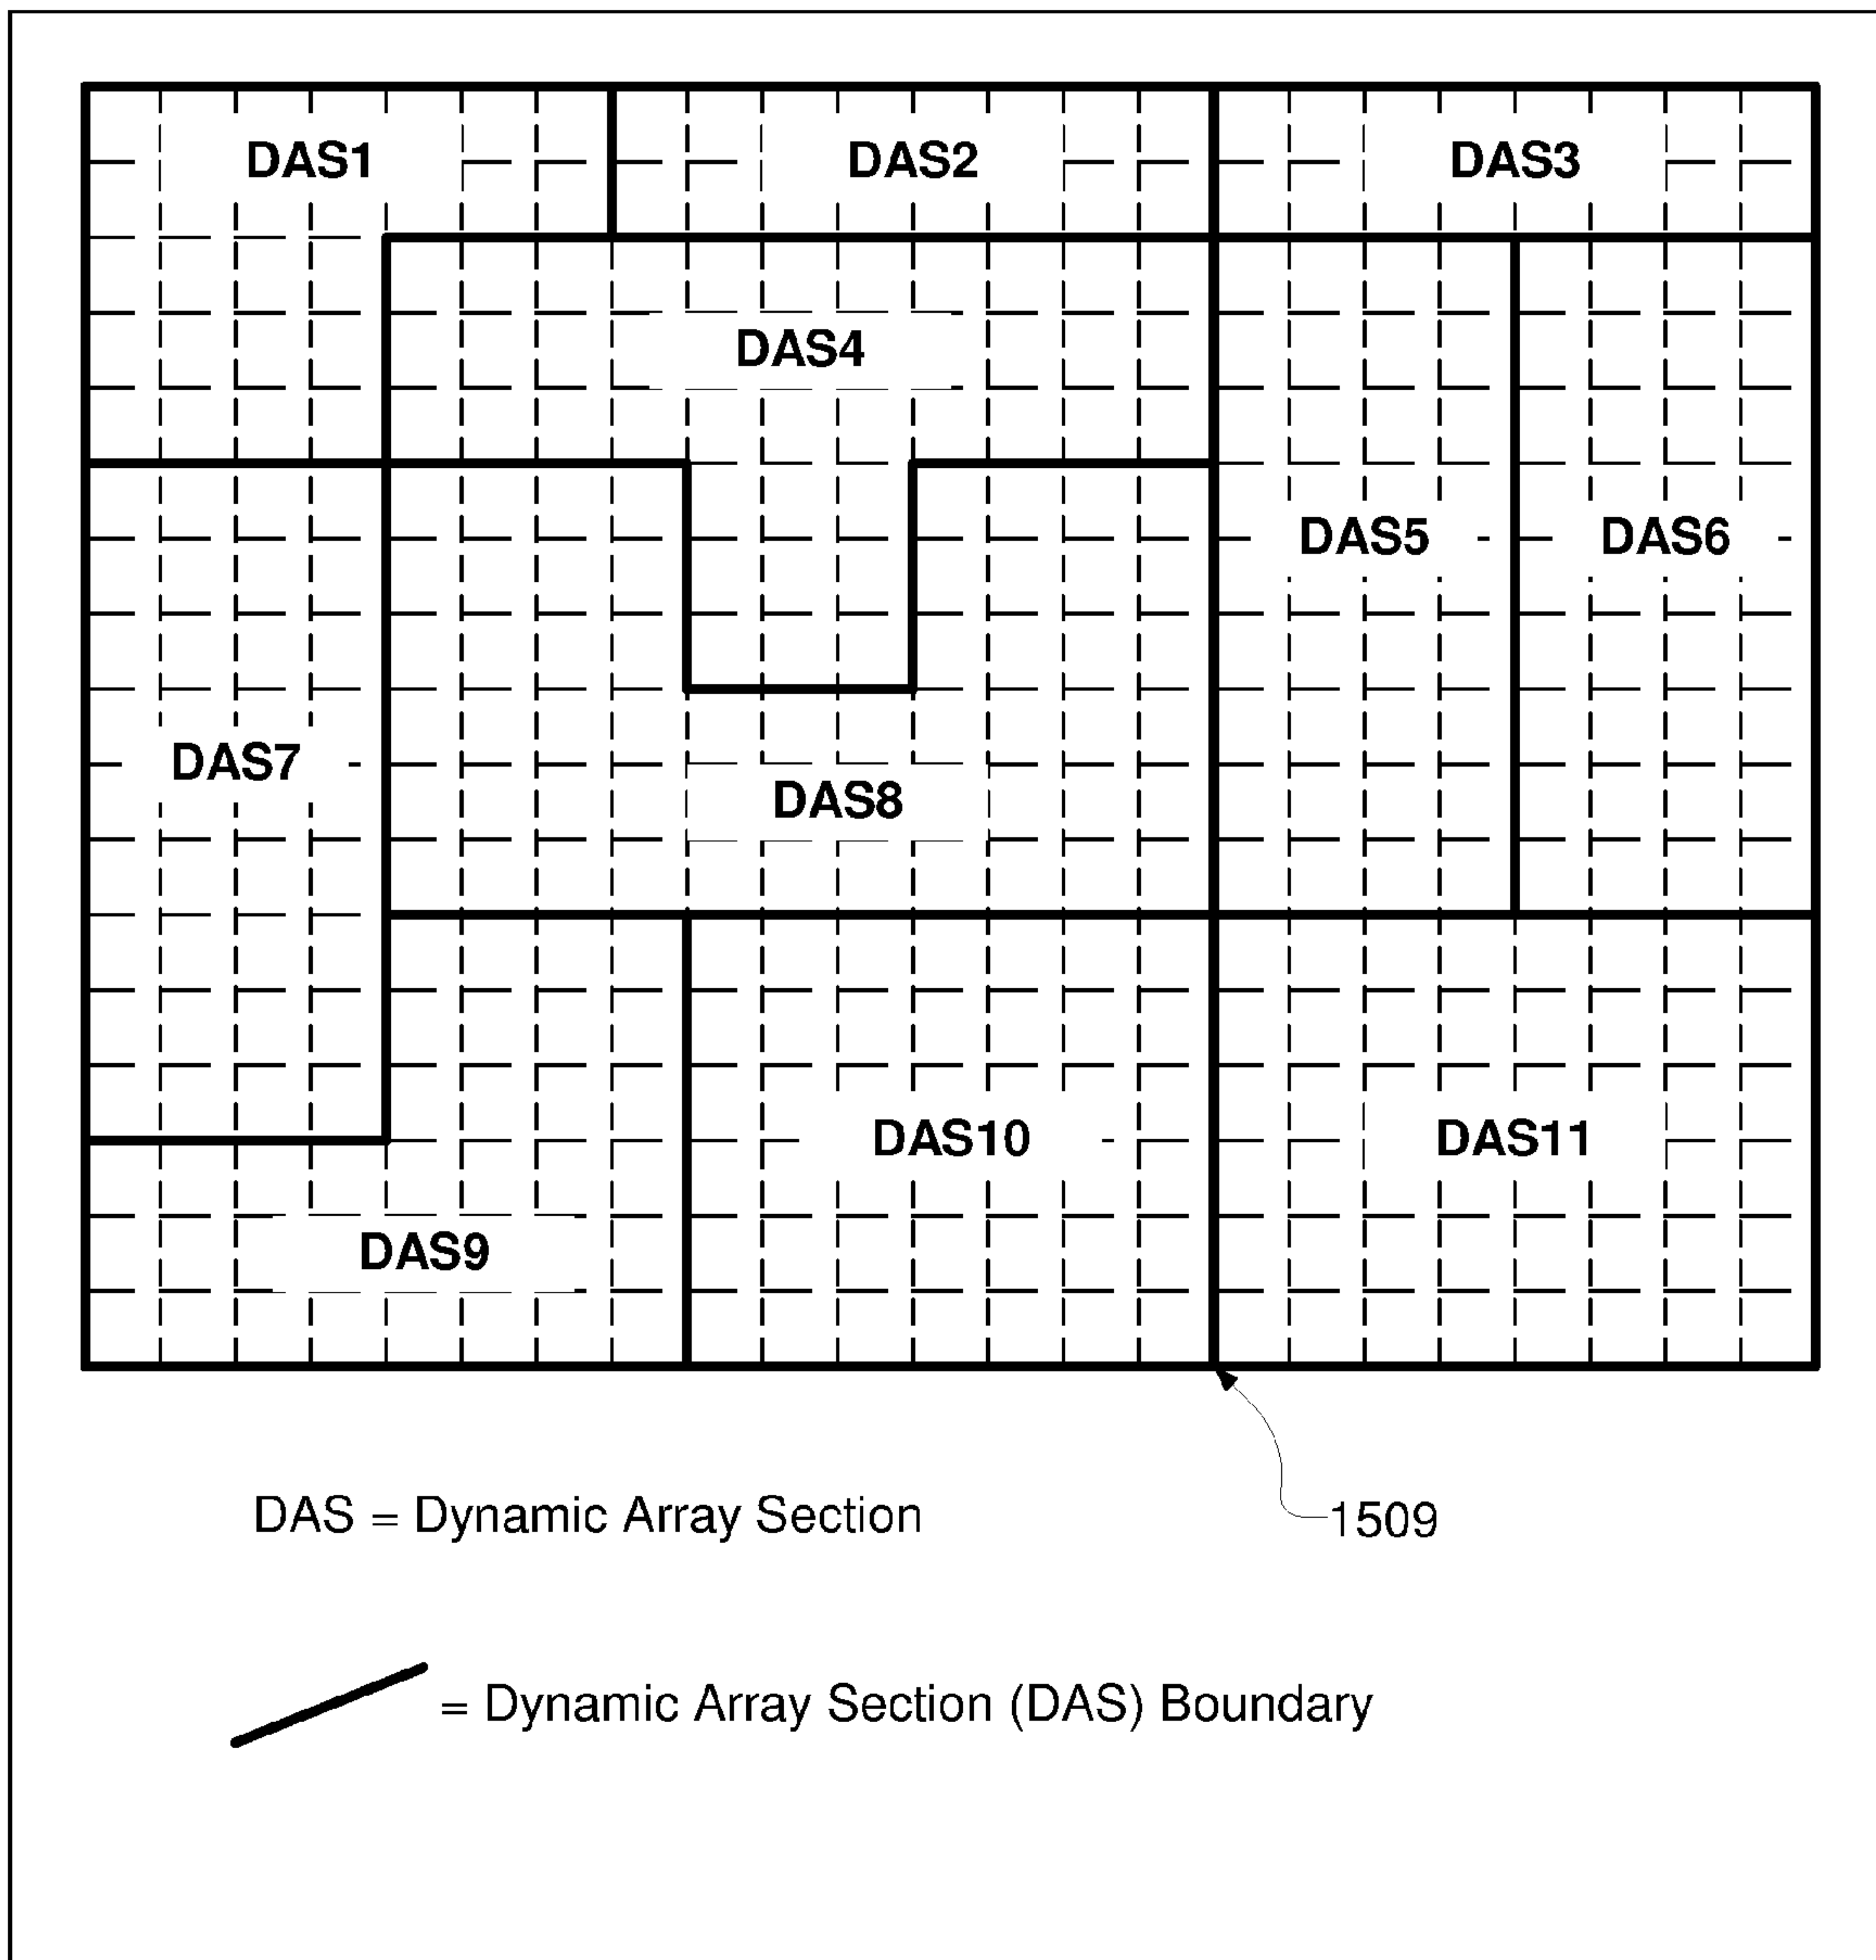 DAS1
DAS2
DAS3
DAS4
DAS5
DAS6
DAS7
DAS8
DAS9
DAS10
DAS11
1509
DAS = Dynamic Array Section
= Dynamic Array Section (DAS) Boundary